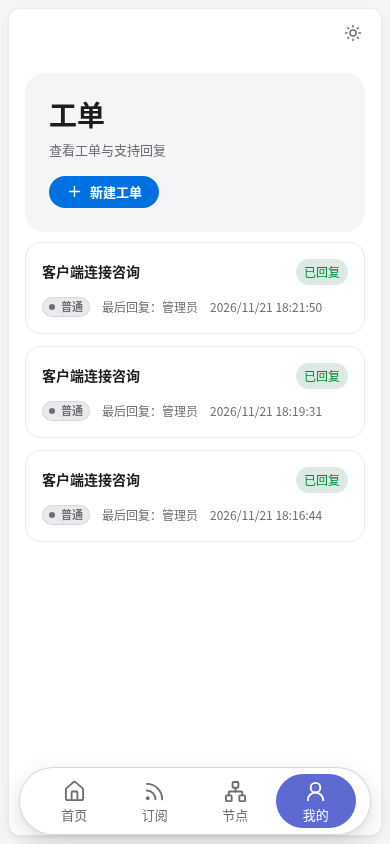 工单
查看工单与支持回复
新建工单
客户端连接咨询 已回复
普通 最后回复：管理员 2026/11/21 18:21:50
客户端连接咨询 已回复
普通 最后回复：管理员 2026/11/21 18:19:31
客户端连接咨询 已回复
普通 最后回复：管理员 2026/11/21 18:16:44
首页 订阅 节点 我的